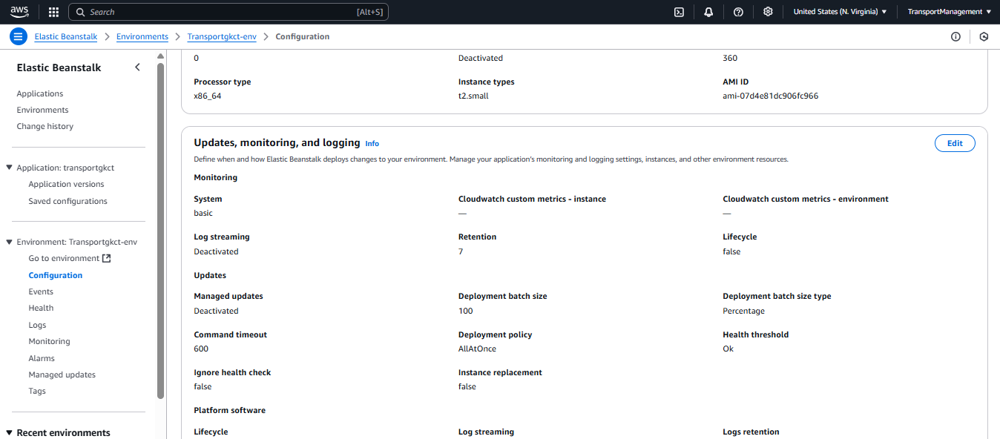 aws Search [Alt+S] United States (N. Virginia) TransportManagement
Elastic Beanstalk Environments Transportgkct-env Configuration
Elastic Beanstalk
Applications
Environments
Change history
Application: transportgkct
Application versions
Saved configurations
Environment: Transportgkct-env
Go to environment
Configuration
Events
Health
Logs
Monitoring
Alarms
Managed updates
Tags
Recent environments
0 Deactivated 360
Processor type Instance types AMI ID
x86_64 t2.small ami-07d4e81dc906fc966
Updates, monitoring, and logging Info Edit
Define when and how Elastic Beanstalk deploys changes to your environment. Manage your application's monitoring and logging settings, instances, and other environment resources.
Monitoring
System Cloudwatch custom metrics - instance Cloudwatch custom metrics - environment
basic — —
Log streaming Retention Lifecycle
Deactivated 7 false
Updates
Managed updates Deployment batch size Deployment batch size type
Deactivated 100 Percentage
Command timeout Deployment policy Health threshold
600 AllAtOnce Ok
Ignore health check Instance replacement
false false
Platform software
Lifecycle Log streaming Logs retention